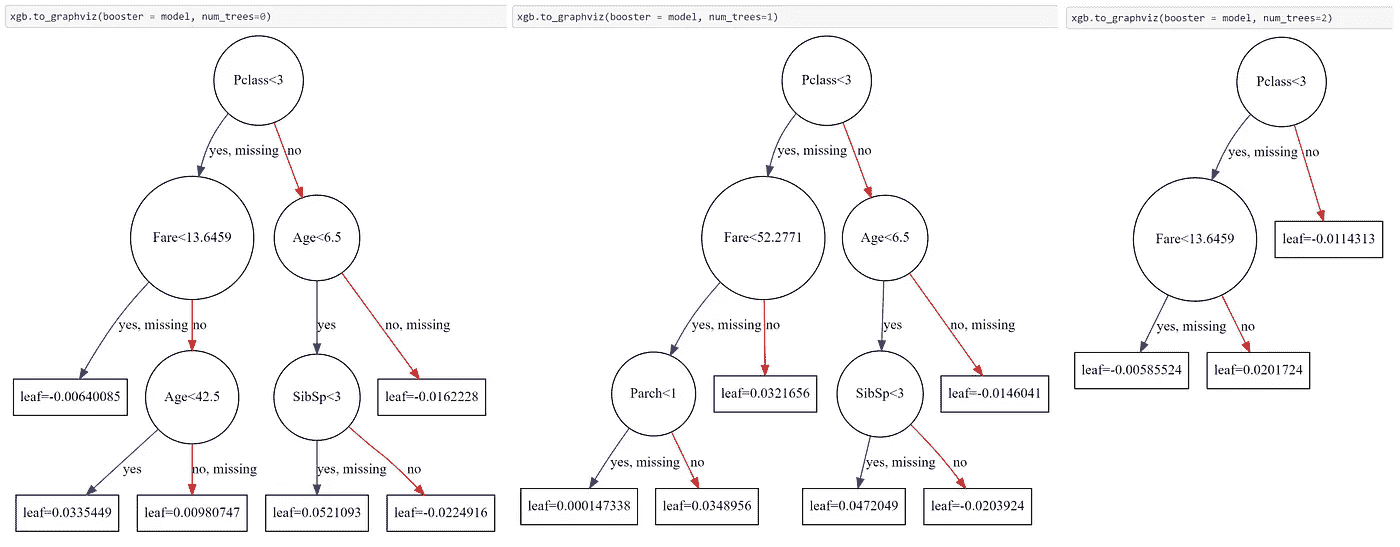 xgb.to_graphviz(booster = model, num_trees=0)
Pclass<3
yes, missing
no
Fare<13.6459
Age<6.5
yes, missing
no
yes
no, missing
leaf=-0.00640085
Age<42.5
SibSp<3
leaf=-0.0162228
yes
no, missing
yes, missing
no
leaf=0.0335449
leaf=0.00980747
leaf=0.0521093
leaf=-0.0224916
xgb.to_graphviz(booster = model, num_trees=1)
Pclass<3
yes, missing
no
Fare<52.2771
Age<6.5
yes, missing
no
yes
no, missing
Parch<1
leaf=0.0321656
SibSp<3
leaf=-0.0146041
yes, missing
no
yes, missing
no
leaf=0.000147338
leaf=0.0348956
leaf=0.0472049
leaf=-0.0203924
xgb.to_graphviz(booster = model, num_trees=2)
Pclass<3
yes, missing
no
Fare<13.6459
leaf=-0.0114313
yes, missing
no
leaf=-0.00585524
leaf=0.0201724